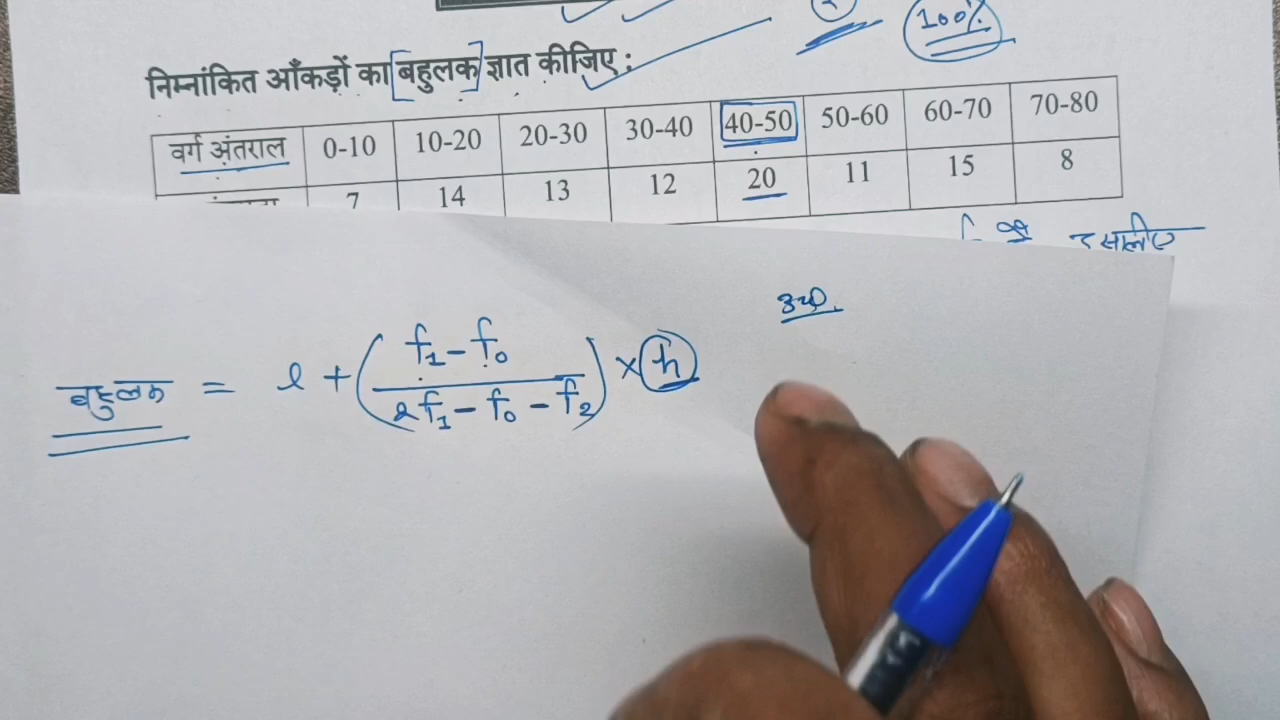 100%
निम्नांकित आँकड़ों का [बहुलक] ज्ञात कीजिए :
वर्ग अंतराल 0-10 10-20 20-30 30-40 40-50 50-60 60-70 70-80
7 14 13 12 20 11 15 8
बहुलक = l + ( f₁ - f₀ / 2f₁ - f₀ - f₂ ) × h